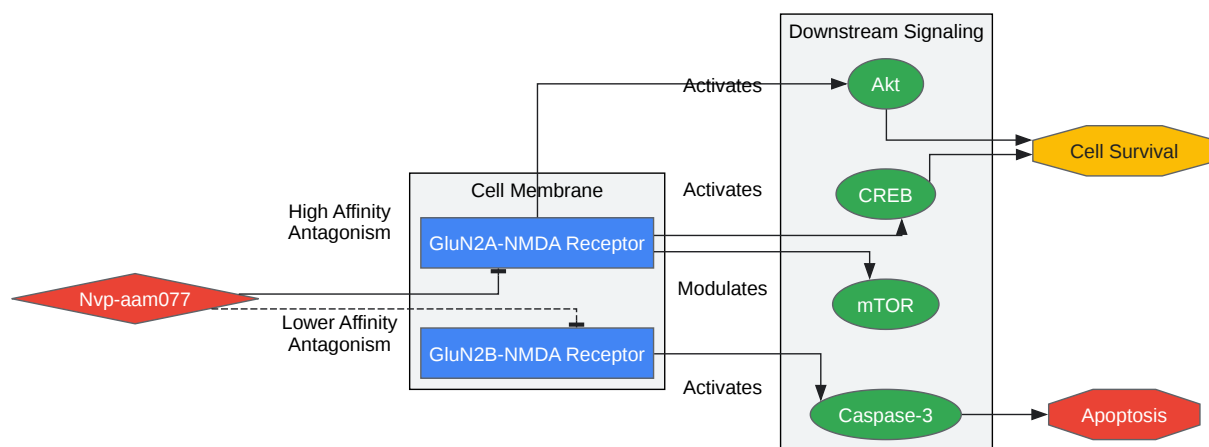 Downstream Signaling
Activates
Akt
Cell Survival
Cell Membrane
Activates
CREB
High Affinity
Antagonism
GluN2A-NMDA Receptor
Nvp-aam077
Modulates
mTOR
Lower Affinity
Antagonism
GluN2B-NMDA Receptor
Activates
Caspase-3
Apoptosis